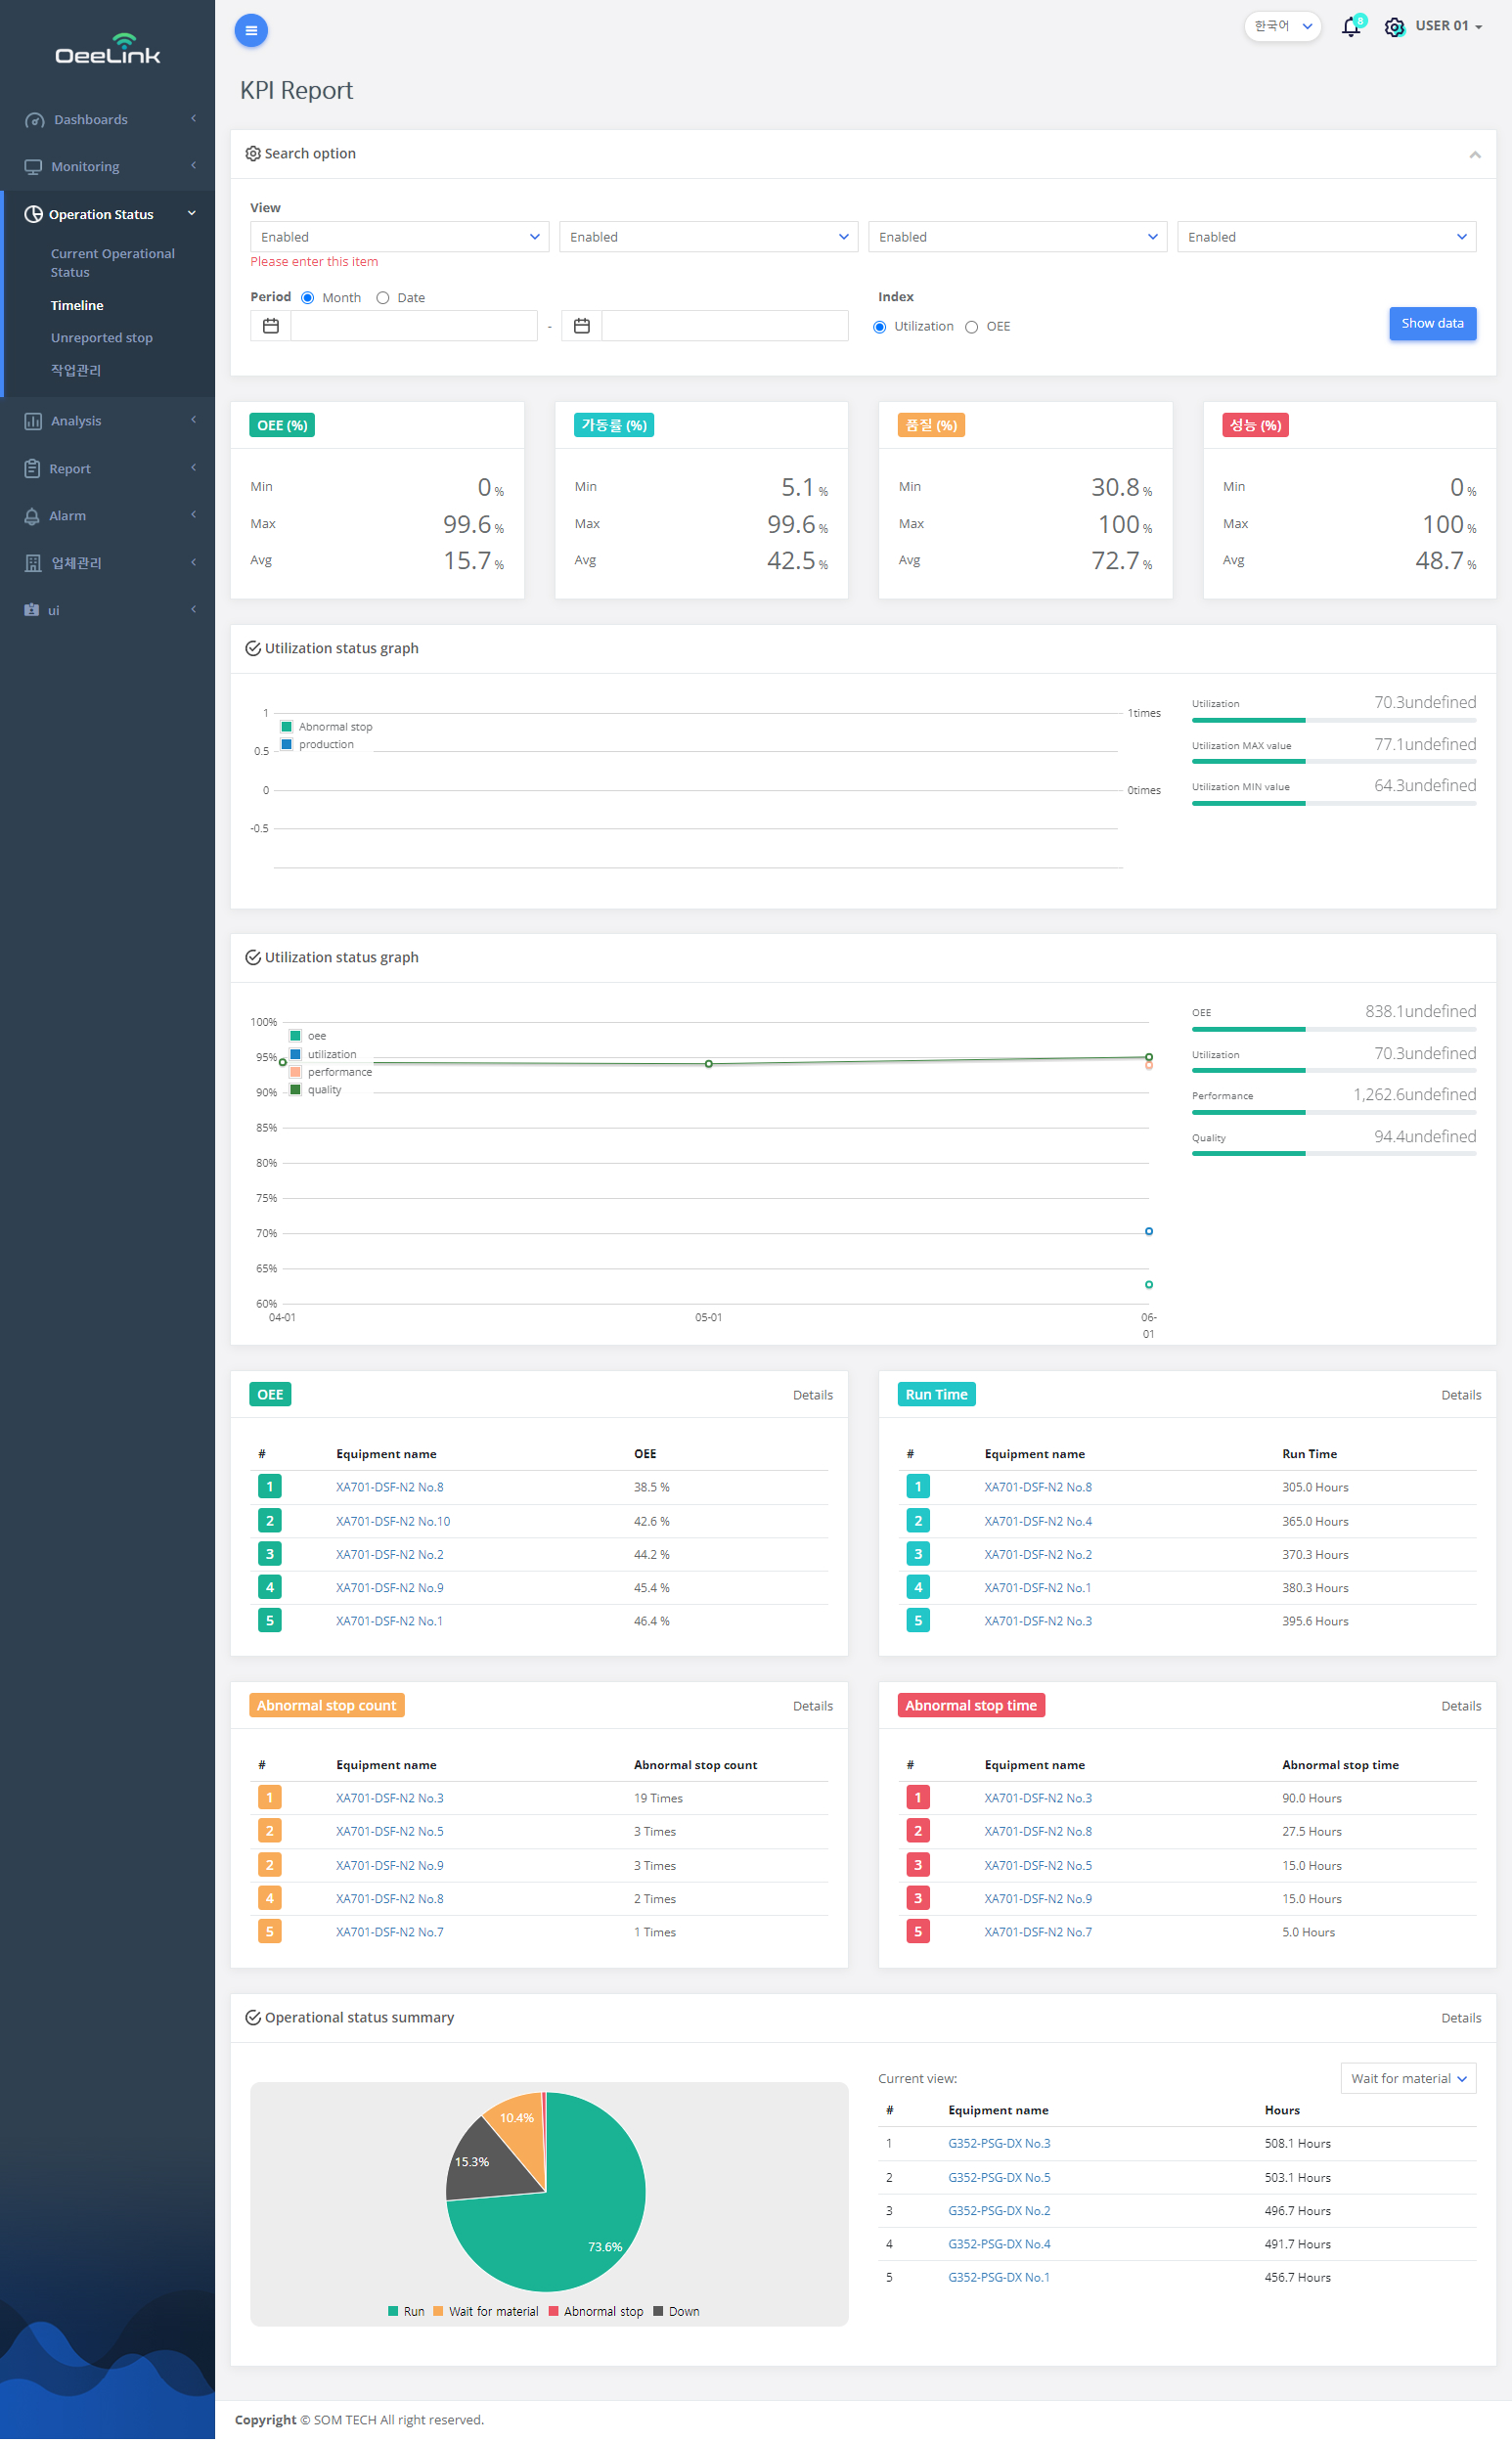 OeeLink
한국어
8
USER 01
Dashboards
Monitoring
Operation Status
Current Operational
Status
Timeline
Unreported stop
작업관리
Analysis
Report
Alarm
업체관리
ui
KPI Report
Search option
View
Enabled
Enabled
Enabled
Enabled
Please enter this item
Period Month Date
-
Index
Utilization OEE
Show data
OEE (%)
Min 0 %
Max 99.6 %
Avg 15.7 %
가동률 (%)
Min 5.1 %
Max 99.6 %
Avg 42.5 %
품질 (%)
Min 30.8 %
Max 100 %
Avg 72.7 %
성능 (%)
Min 0 %
Max 100 %
Avg 48.7 %
Utilization status graph
1
0.5
0
-0.5
Abnormal stop
production
1times
0times
Utilization 70.3undefined
Utilization MAX value 77.1undefined
Utilization MIN value 64.3undefined
Utilization status graph
100%
95%
90%
85%
80%
75%
70%
65%
60%
oee
utilization
performance
quality
04-01
05-01
06-
01
OEE 838.1undefined
Utilization 70.3undefined
Performance 1,262.6undefined
Quality 94.4undefined
OEE Details
# Equipment name OEE
1 XA701-DSF-N2 No.8 38.5 %
2 XA701-DSF-N2 No.10 42.6 %
3 XA701-DSF-N2 No.2 44.2 %
4 XA701-DSF-N2 No.9 45.4 %
5 XA701-DSF-N2 No.1 46.4 %
Run Time Details
# Equipment name Run Time
1 XA701-DSF-N2 No.8 305.0 Hours
2 XA701-DSF-N2 No.4 365.0 Hours
3 XA701-DSF-N2 No.2 370.3 Hours
4 XA701-DSF-N2 No.1 380.3 Hours
5 XA701-DSF-N2 No.3 395.6 Hours
Abnormal stop count Details
# Equipment name Abnormal stop count
1 XA701-DSF-N2 No.3 19 Times
2 XA701-DSF-N2 No.5 3 Times
2 XA701-DSF-N2 No.9 3 Times
4 XA701-DSF-N2 No.8 2 Times
5 XA701-DSF-N2 No.7 1 Times
Abnormal stop time Details
# Equipment name Abnormal stop time
1 XA701-DSF-N2 No.3 90.0 Hours
2 XA701-DSF-N2 No.8 27.5 Hours
3 XA701-DSF-N2 No.5 15.0 Hours
3 XA701-DSF-N2 No.9 15.0 Hours
5 XA701-DSF-N2 No.7 5.0 Hours
Operational status summary Details
10.4%
15.3%
73.6%
Run Wait for material Abnormal stop Down
Current view: Wait for material
# Equipment name Hours
1 G352-PSG-DX No.3 508.1 Hours
2 G352-PSG-DX No.5 503.1 Hours
3 G352-PSG-DX No.2 496.7 Hours
4 G352-PSG-DX No.4 491.7 Hours
5 G352-PSG-DX No.1 456.7 Hours
Copyright © SOM TECH All right reserved.